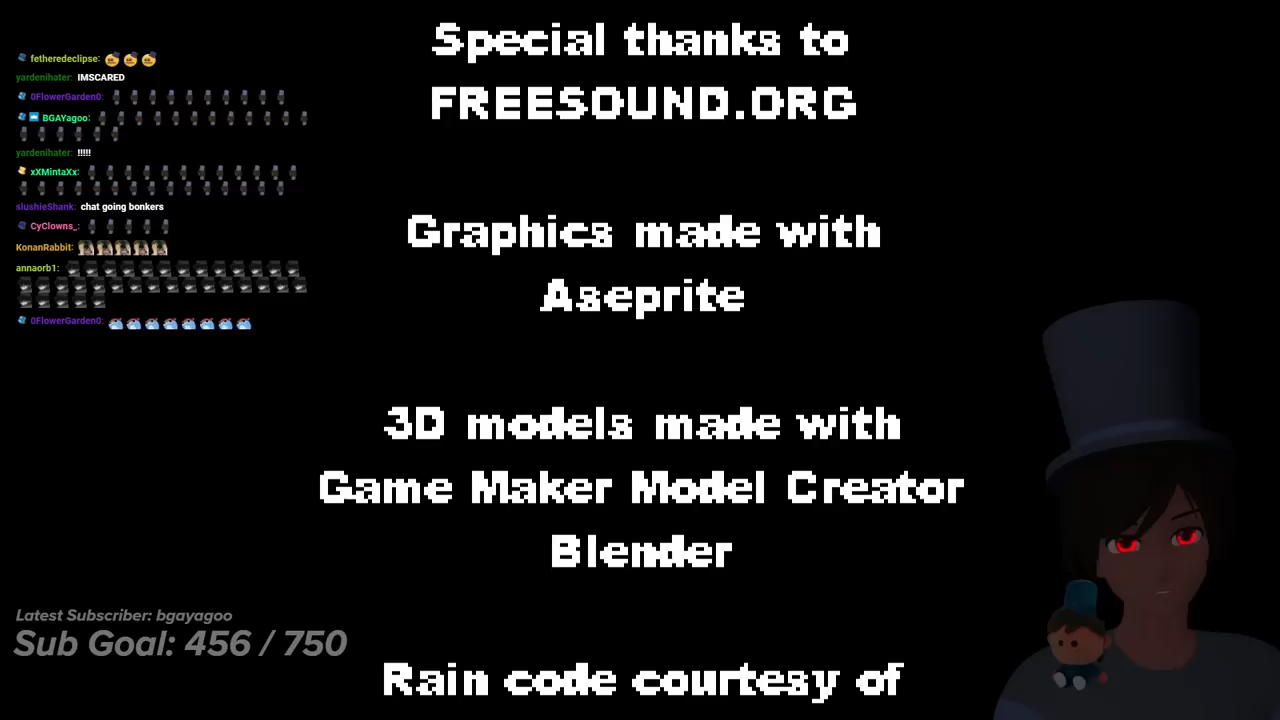 fetheredeclipse:
yardenihater: IMSCARED
0FlowerGarden0:
BGAYagoo:
yardenihater: !!!!!
xXMintaXx:
slushieShank: chat going bonkers
CyClowns_:
KonanRabbit:
annaorb1:
0FlowerGarden0:
Special thanks to
FREESOUND.ORG
Graphics made with
Aseprite
3D models made with
Game Maker Model Creator
Blender
Rain code courtesy of
Latest Subscriber: bgayagoo
Sub Goal: 456 / 750